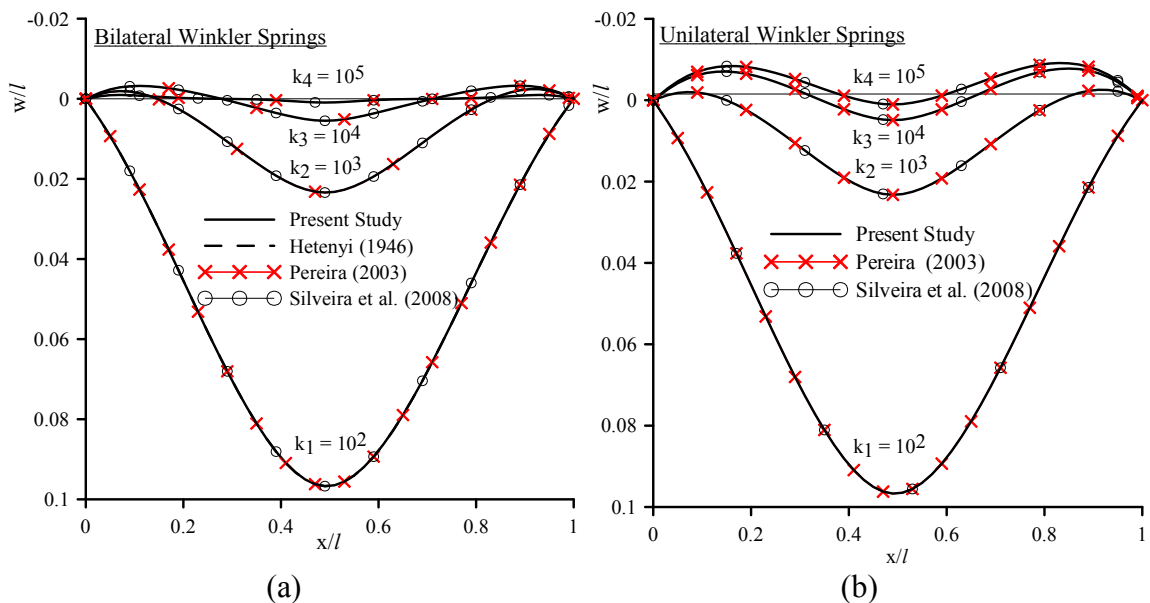 Bilateral Winkler Springs
w/l
-0.02
0
0.02
0.04
0.06
0.08
0.1
k4 = 10^5
k3 = 10^4
k2 = 10^3
Present Study
Hetenyi (1946)
Pereira (2003)
Silveira et al. (2008)
k1 = 10^2
0 0.2 0.4 0.6 0.8 1
x/l
(a)
Unilateral Winkler Springs
w/l
-0.02
0
0.02
0.04
0.06
0.08
0.1
k4 = 10^5
k3 = 10^4
k2 = 10^3
Present Study
Pereira (2003)
Silveira et al. (2008)
k1 = 10^2
0 0.2 0.4 0.6 0.8 1
x/l
(b)